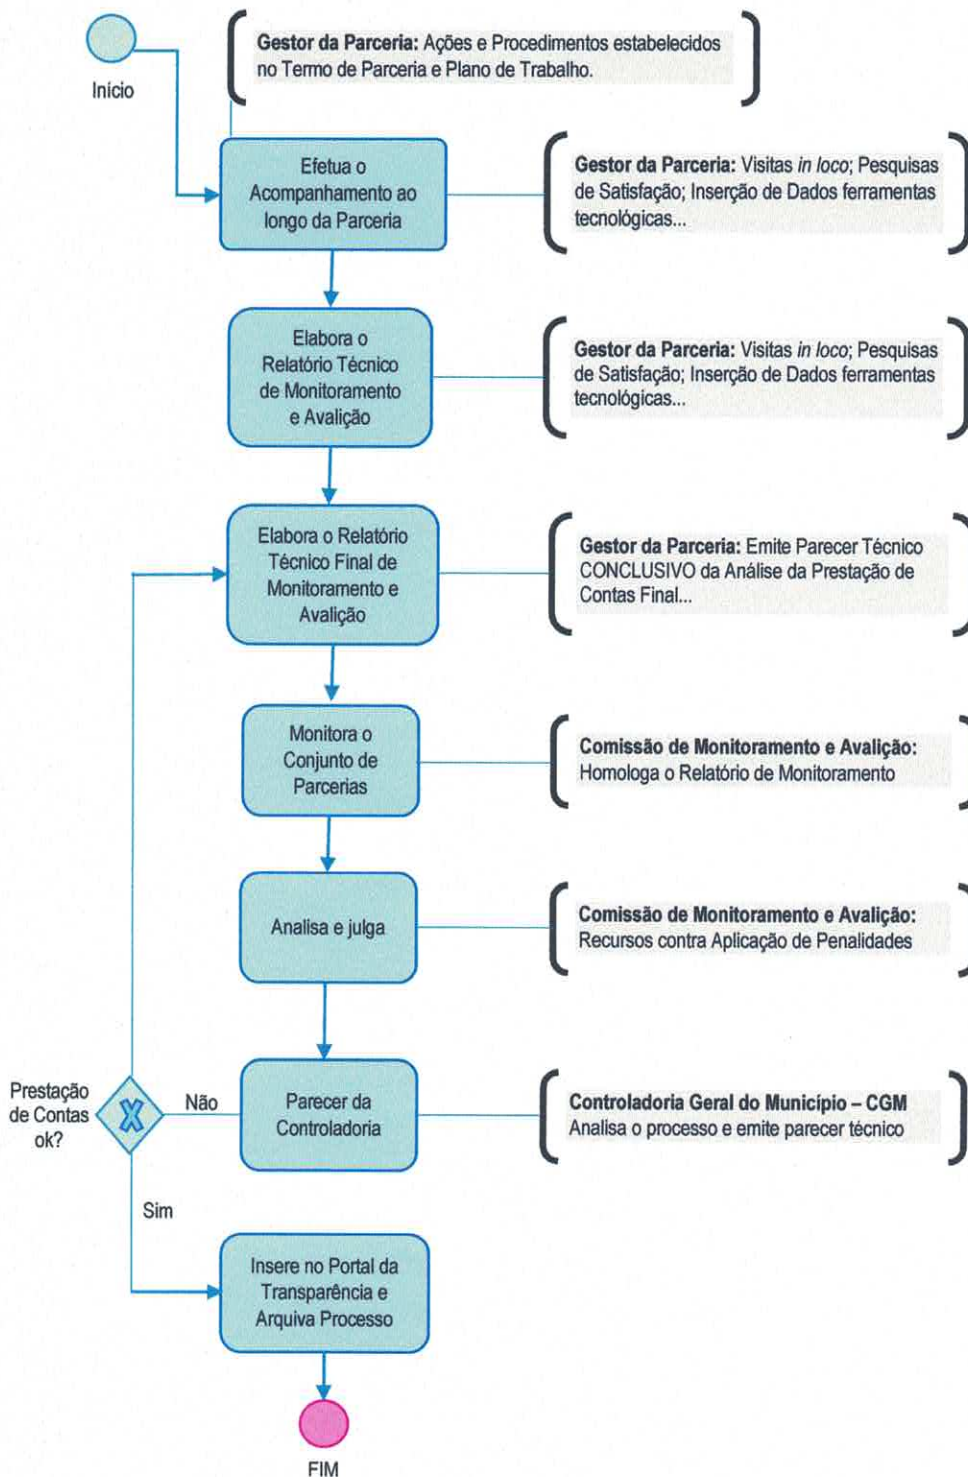 Gestor da Parceria: Ações e Procedimentos estabelecidos
no Termo de Parceria e Plano de Trabalho.
Início
Efetua o
Acompanhamento ao
longo da Parceria
Gestor da Parceria: Visitas in loco; Pesquisas
de Satisfação; Inserção de Dados ferramentas
tecnológicas...
Elabora o
Relatório Técnico
de Monitoramento
e Avalição
Gestor da Parceria: Visitas in loco; Pesquisas
de Satisfação; Inserção de Dados ferramentas
tecnológicas...
Elabora o Relatório
Técnico Final de
Monitoramento e
Avalição
Gestor da Parceria: Emite Parecer Técnico
CONCLUSIVO da Análise da Prestação de
Contas Final...
Monitora o
Conjunto de
Parcerias
Comissão de Monitoramento e Avalição:
Homologa o Relatório de Monitoramento
Analisa e julga
Comissão de Monitoramento e Avalição:
Recursos contra Aplicação de Penalidades
Prestação
de Contas
ok?
X
Não
Parecer da
Controladoria
Controladoria Geral do Município – CGM
Analisa o processo e emite parecer técnico
Sim
Insere no Portal da
Transparência e
Arquiva Processo
FIM